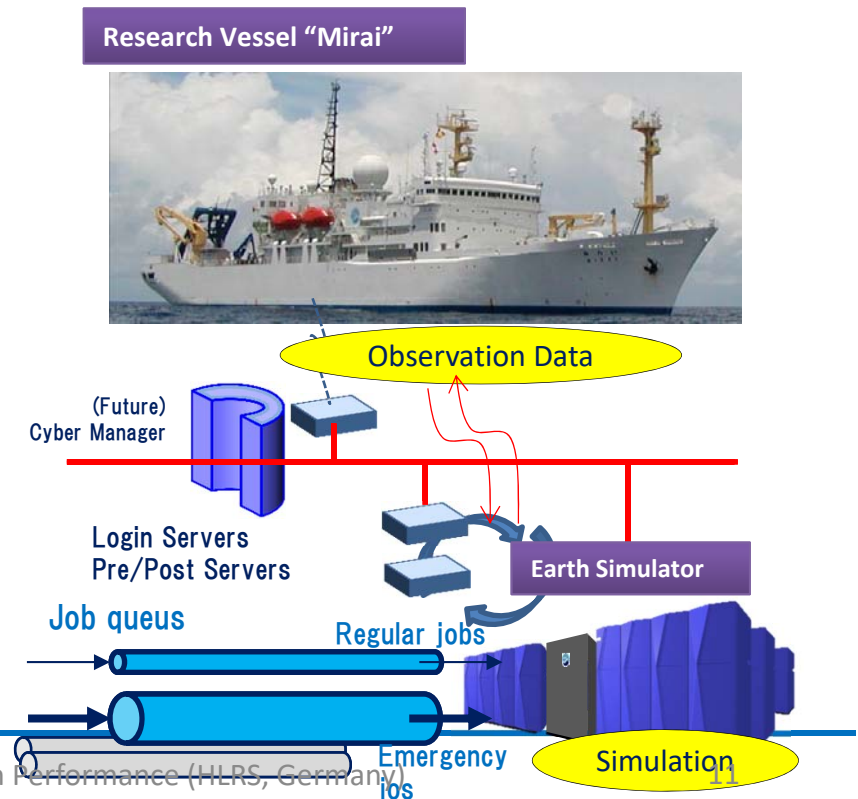 Research Vessel “Mirai”
Observation Data
(Future)
Cyber Manager
Login Servers
Pre/Post Servers
Earth Simulator
Job queus
Regular jobs
Emergency
jos
Simulation
Performance (HLRS, Germany)
11